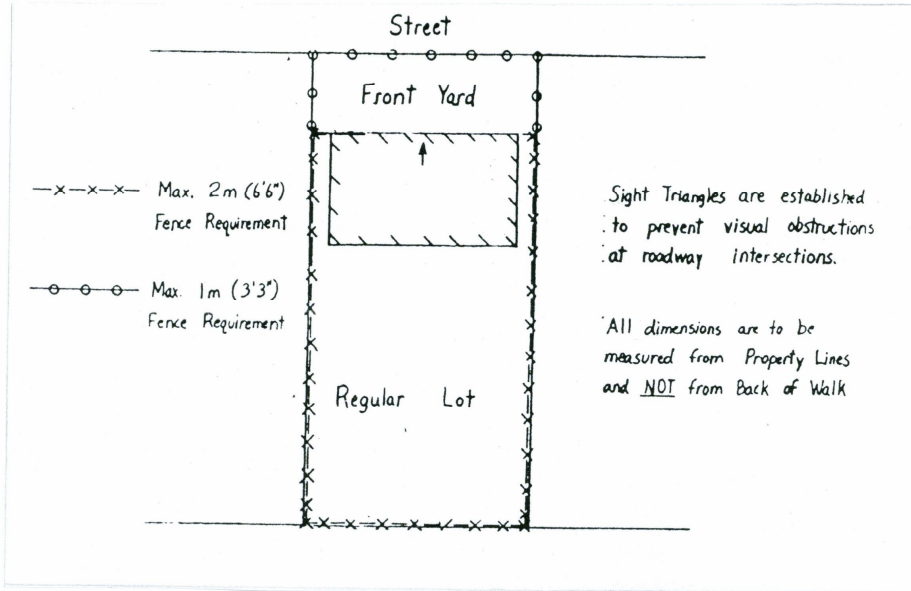 Street
Front Yard
Max. 2m (6'6")
Fence Requirement
Max. 1m (3'3")
Fence Requirement
Regular Lot
Sight Triangles are established
to prevent visual obstructions
at roadway intersections.
All dimensions are to be
measured from Property Lines
and NOT from Back of Walk